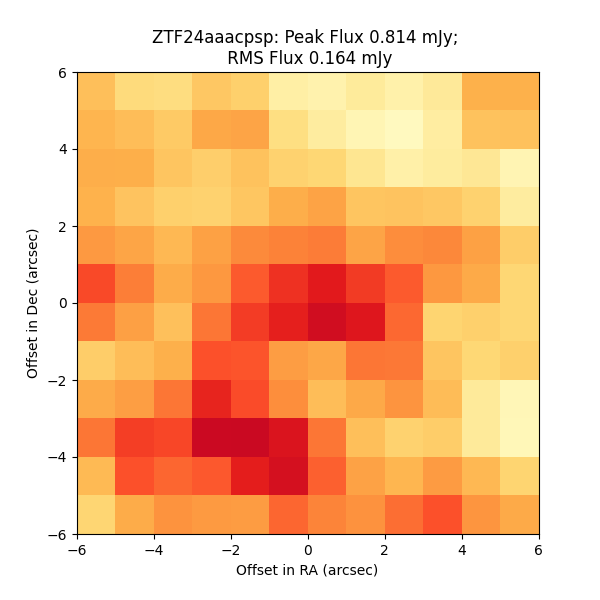 ZTF24aaacpsp: Peak Flux 0.814 mJy;
RMS Flux 0.164 mJy
6
4
2
0
−2
−4
−6
Offset in Dec (arcsec)
−6 −4 −2 0 2 4 6
Offset in RA (arcsec)